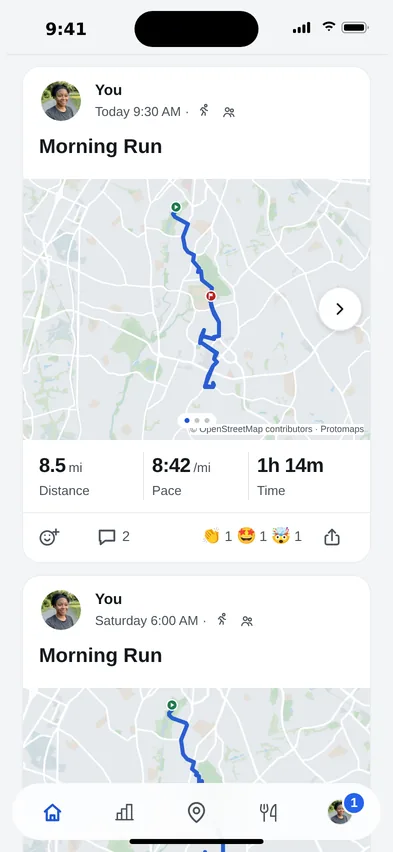 9:41
You
Today 9:30 AM ·
Morning Run
© OpenStreetMap contributors · Protomaps
8.5 mi
8:42 /mi
1h 14m
Distance
Pace
Time
2
👏 1 🤩 1 🤯 1
You
Saturday 6:00 AM ·
Morning Run
1